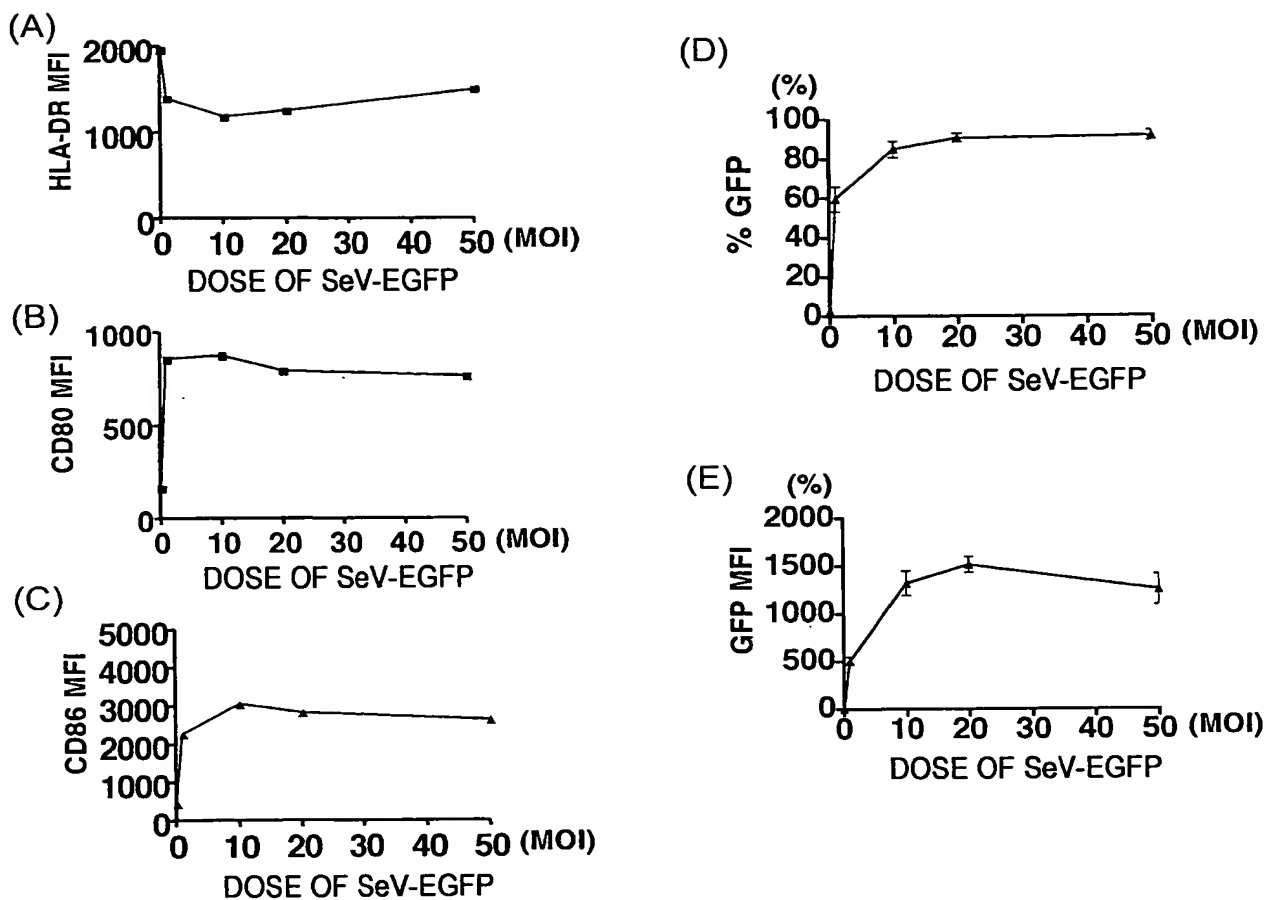 (A)
HLA-DR MFI
2000
1000
0
0 10 20 30 40 50 (MOI)
DOSE OF SeV-EGFP
(B)
CD80 MFI
1000
500
0
0 10 20 30 40 50 (MOI)
DOSE OF SeV-EGFP
(C)
CD86 MFI
5000
4000
3000
2000
1000
0
0 10 20 30 40 50 (MOI)
DOSE OF SeV-EGFP
(D)
(%)
% GFP
100
80
60
40
20
0
0 10 20 30 40 50 (MOI)
DOSE OF SeV-EGFP
(E)
(%)
GFP MFI
2000
1500
1000
500
0
0 10 20 30 40 50 (MOI)
DOSE OF SeV-EGFP